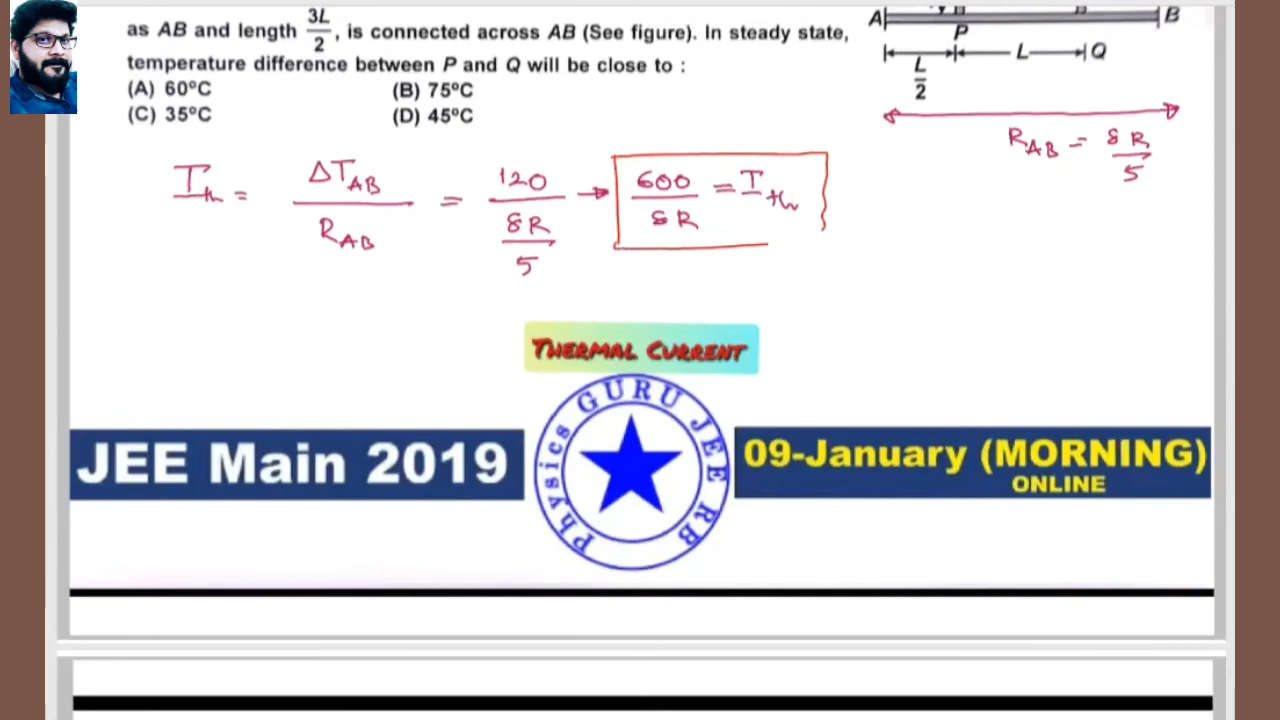 as AB and length 3L/2, is connected across AB (See figure). In steady state,
temperature difference between P and Q will be close to :
(A) 60°C (B) 75°C
(C) 35°C (D) 45°C
A B
P
L/2 L Q
R_AB = 8R/5
I_th = ΔT_AB/R_AB = 120/(8R/5) → 600/8R = I_th
THERMAL CURRENT
JEE Main 2019
Physics GURU JEE RB
09-January (MORNING)
ONLINE